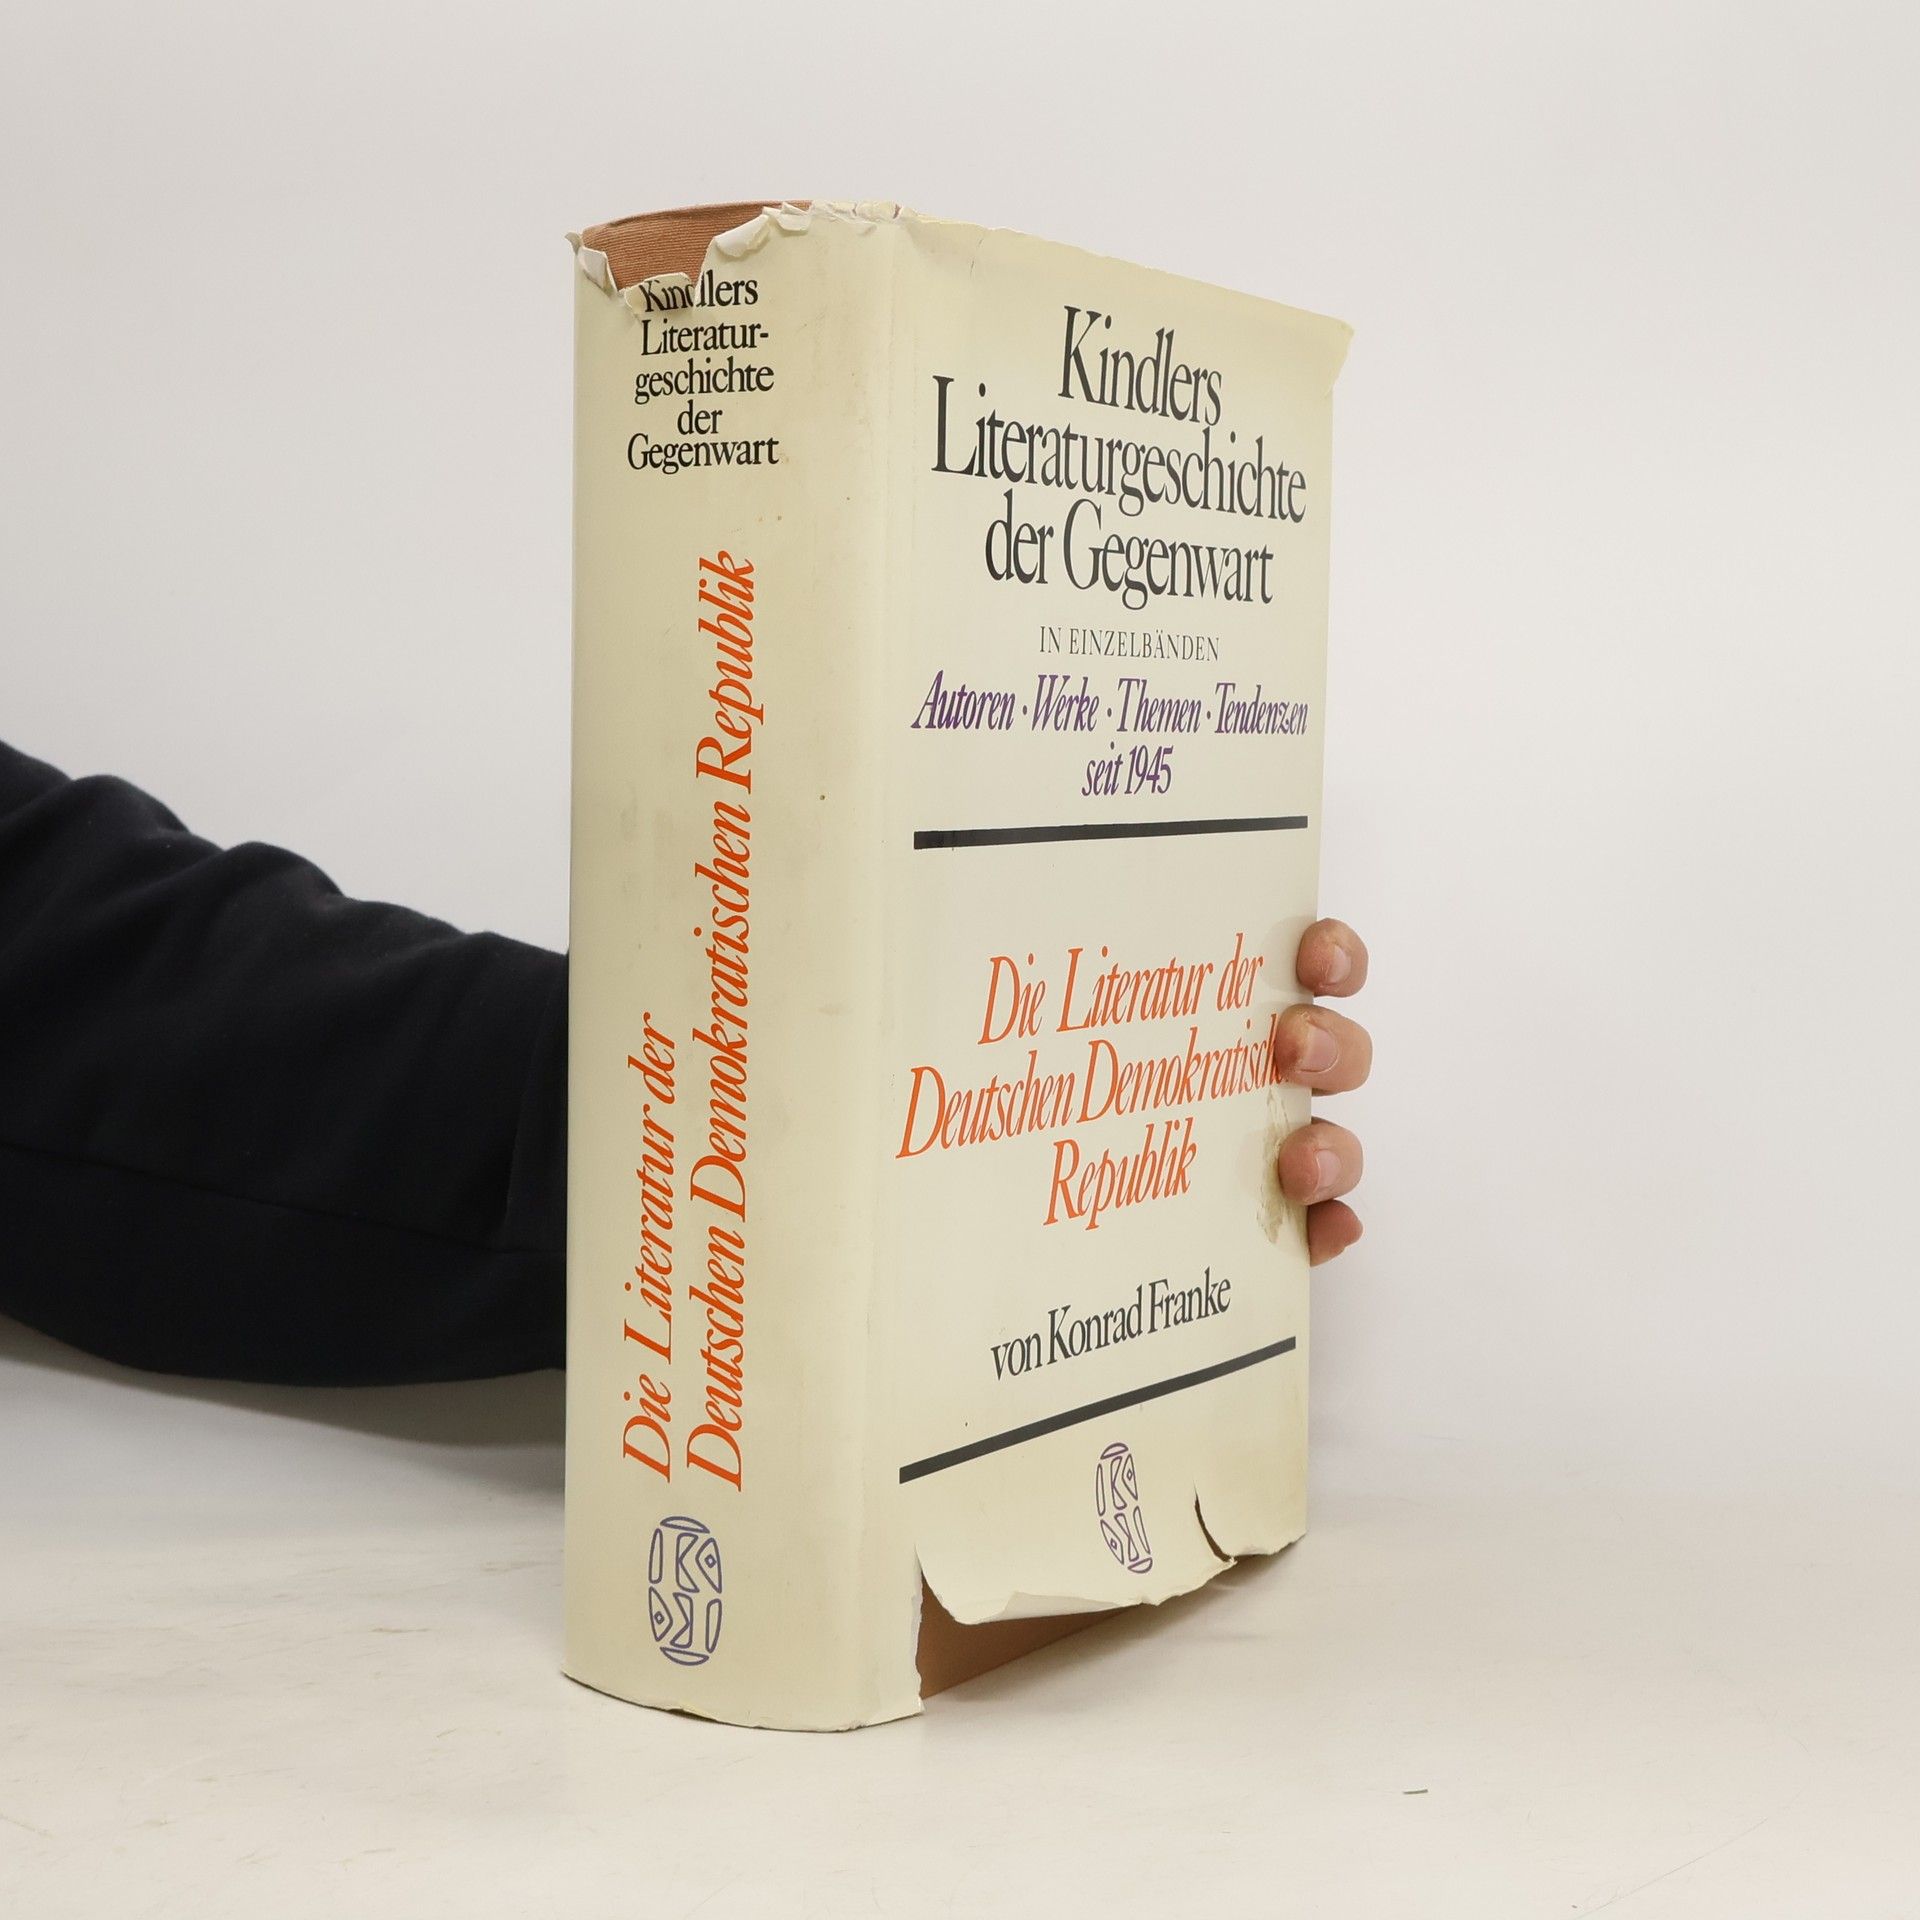 Kindlers
Literatur-
geschichte
der
Gegenwart
Die Literatur der
Deutschen Demokratischen Republik
Kindlers
Literaturgeschichte
der Gegenwart
IN EINZELBÄNDEN
Autoren · Werke · Themen · Tendenzen
seit 1945
Die Literatur der
Deutschen Demokratischen
Republik
von Konrad Franke